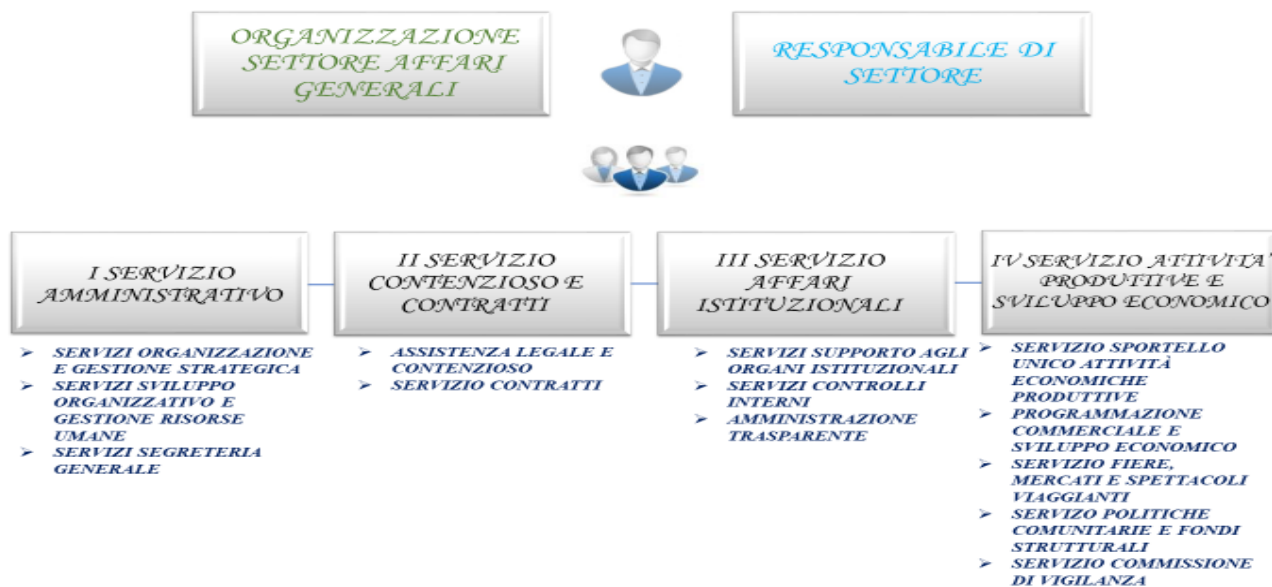 ORGANIZZAZIONE
SETTORE AFFARI
GENERALI
RESPONSABILE DI
SETTORE
I SERVIZIO
AMMINISTRATIVO
II SERVIZIO
CONTENZIOSO E
CONTRATTI
III SERVIZIO
AFFARI
ISTITUZIONALI
IV SERVIZIO ATTIVITA'
PRODUTTIVE E
SVILUPPO ECONOMICO
➢ SERVIZI ORGANIZZAZIONE
E GESTIONE STRATEGICA
➢ SERVIZI SVILUPPO
ORGANIZZATIVO E
GESTIONE RISORSE
UMANE
➢ SERVIZI SEGRETERIA
GENERALE
➢ ASSISTENZA LEGALE E
CONTENZIOSO
➢ SERVIZIO CONTRATTI
➢ SERVIZI SUPPORTO AGLI
ORGANI ISTITUZIONALI
➢ SERVIZI CONTROLLI
INTERNI
➢ AMMINISTRAZIONE
TRASPARENTE
➢ SERVIZIO SPORTELLO
UNICO ATTIVITÀ
ECONOMICHE
PRODUTTIVE
➢ PROGRAMMAZIONE
COMMERCIALE E
SVILUPPO ECONOMICO
➢ SERVIZIO FIERE,
MERCATI E SPETTACOLI
VIAGGIANTI
➢ SERVIZO POLITICHE
COMUNITARIE E FONDI
STRUTTURALI
➢ SERVIZIO COMMISSIONE
DI VIGILANZA